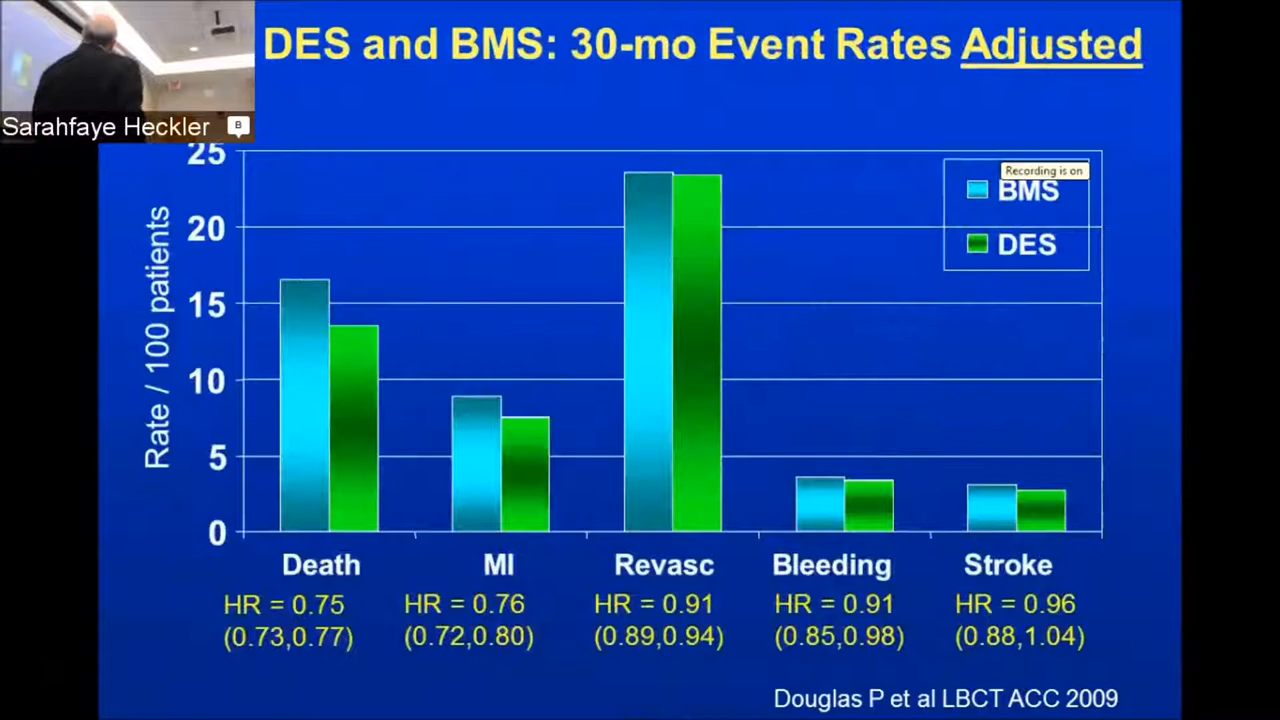 DES and BMS: 30-mo Event Rates Adjusted
Sarahfaye Heckler
B
Recording is on
BMS
DES
Rate / 100 patients
25
20
15
10
5
0
Death
MI
Revasc
Bleeding
Stroke
HR = 0.75
(0.73,0.77)
HR = 0.76
(0.72,0.80)
HR = 0.91
(0.89,0.94)
HR = 0.91
(0.85,0.98)
HR = 0.96
(0.88,1.04)
Douglas P et al LBCT ACC 2009